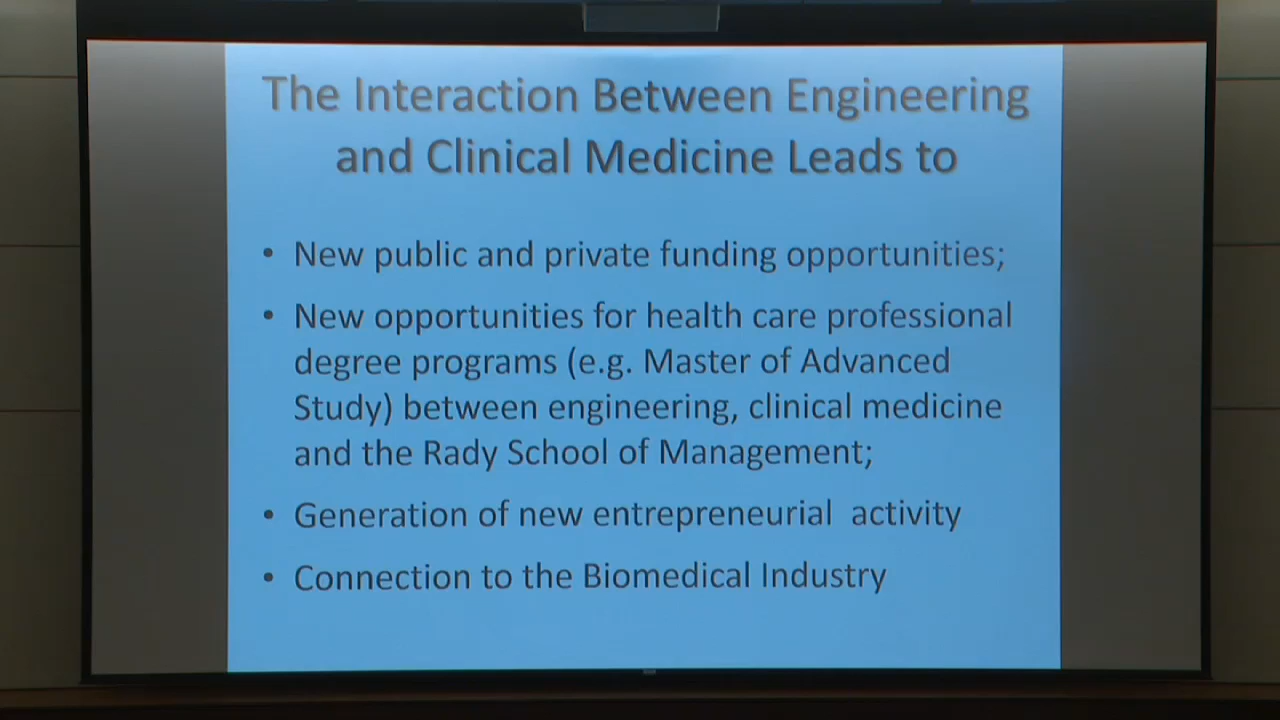 The Interaction Between Engineering
and Clinical Medicine Leads to
• New public and private funding opportunities;
• New opportunities for health care professional
degree programs (e.g. Master of Advanced
Study) between engineering, clinical medicine
and the Rady School of Management;
• Generation of new entrepreneurial  activity
• Connection to the Biomedical Industry